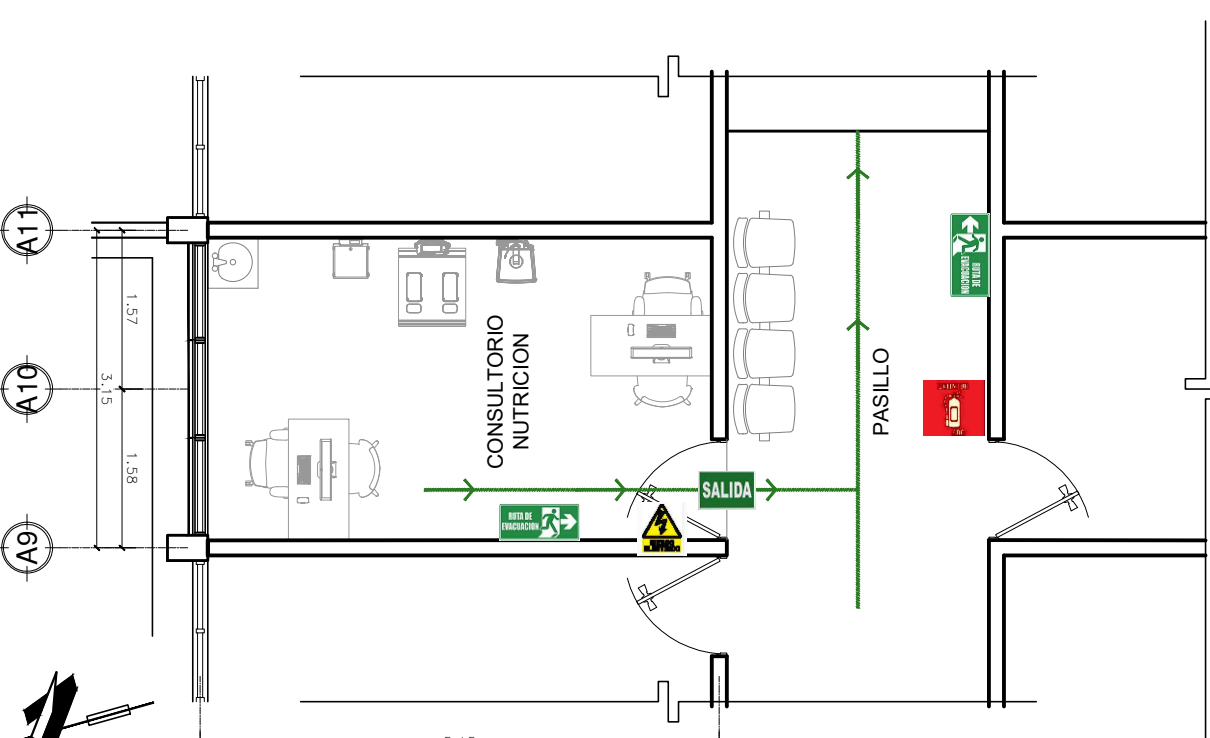 A11
A10
A9
1.57
3.15
1.58
CONSULTORIO
NUTRICION
PASILLO
SALIDA
RUTA DE
EVACUACION
RUTA DE
EVACUACION